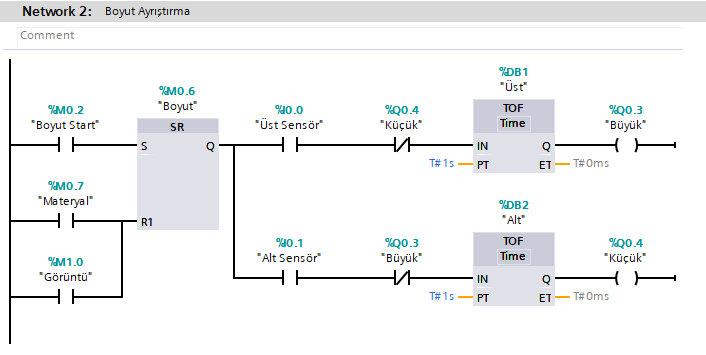 Network 2: Boyut Ayrıştırma
Comment
%M0.2
"Boyut Start"
%M0.6
"Boyut"
SR
S
Q
R1
%M0.7
"Materyal"
%M1.0
"Görüntü"
%I0.0
"Üst Sensör"
%Q0.4
"Küçük"
%DB1
"Üst"
TOF
Time
IN
Q
T#1s
PT
ET
T#0ms
%Q0.3
"Büyük"
%I0.1
"Alt Sensör"
%Q0.3
"Büyük"
%DB2
"Alt"
TOF
Time
IN
Q
T#1s
PT
ET
T#0ms
%Q0.4
"Küçük"